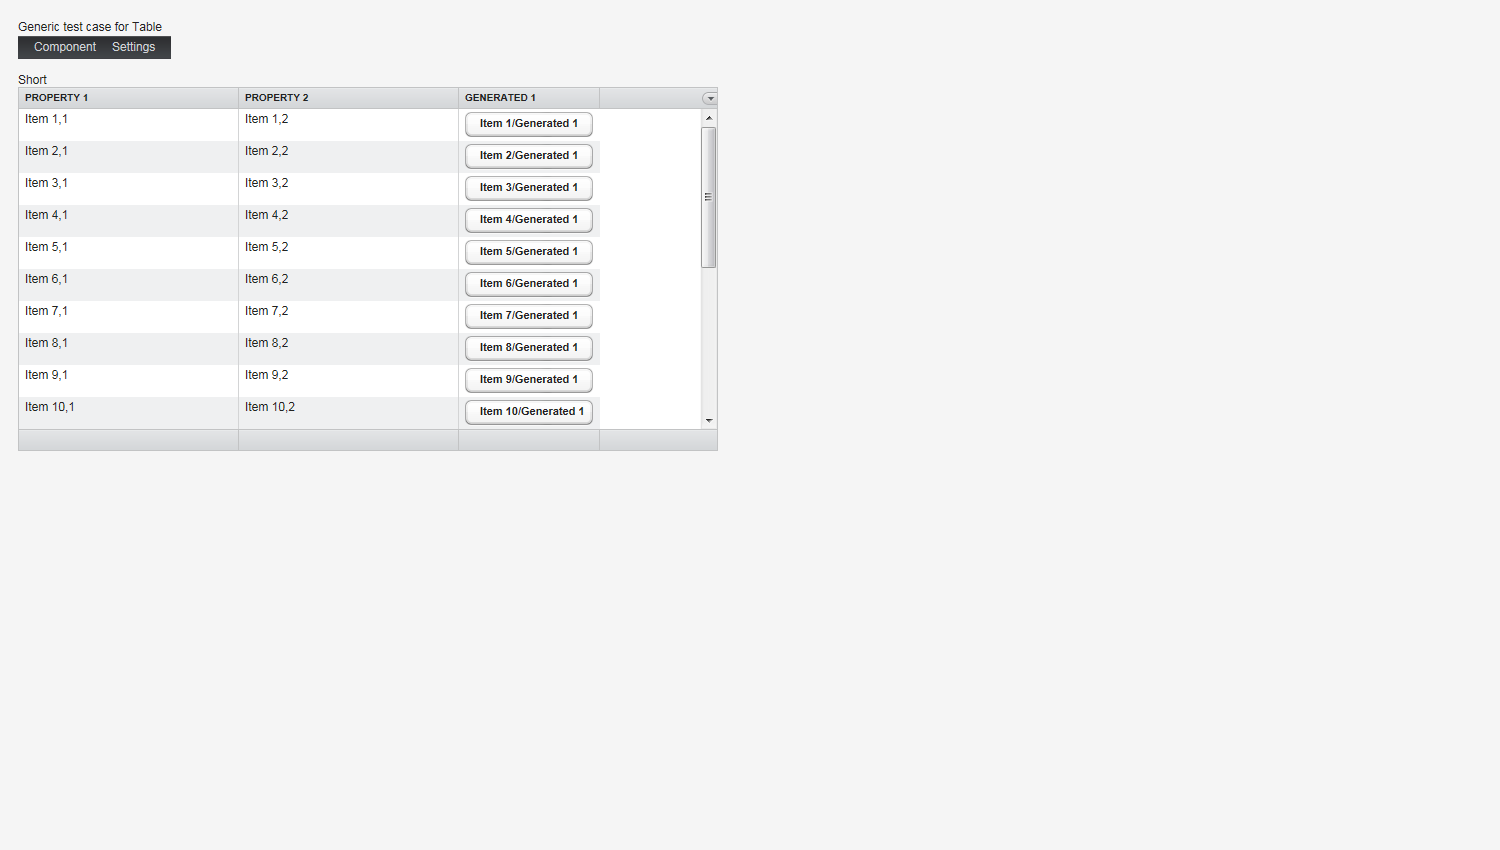 Generic test case for Table
Component Settings
Short
PROPERTY 1 PROPERTY 2 GENERATED 1
Item 1,1 Item 1,2 Item 1/Generated 1
Item 2,1 Item 2,2 Item 2/Generated 1
Item 3,1 Item 3,2 Item 3/Generated 1
Item 4,1 Item 4,2 Item 4/Generated 1
Item 5,1 Item 5,2 Item 5/Generated 1
Item 6,1 Item 6,2 Item 6/Generated 1
Item 7,1 Item 7,2 Item 7/Generated 1
Item 8,1 Item 8,2 Item 8/Generated 1
Item 9,1 Item 9,2 Item 9/Generated 1
Item 10,1 Item 10,2 Item 10/Generated 1